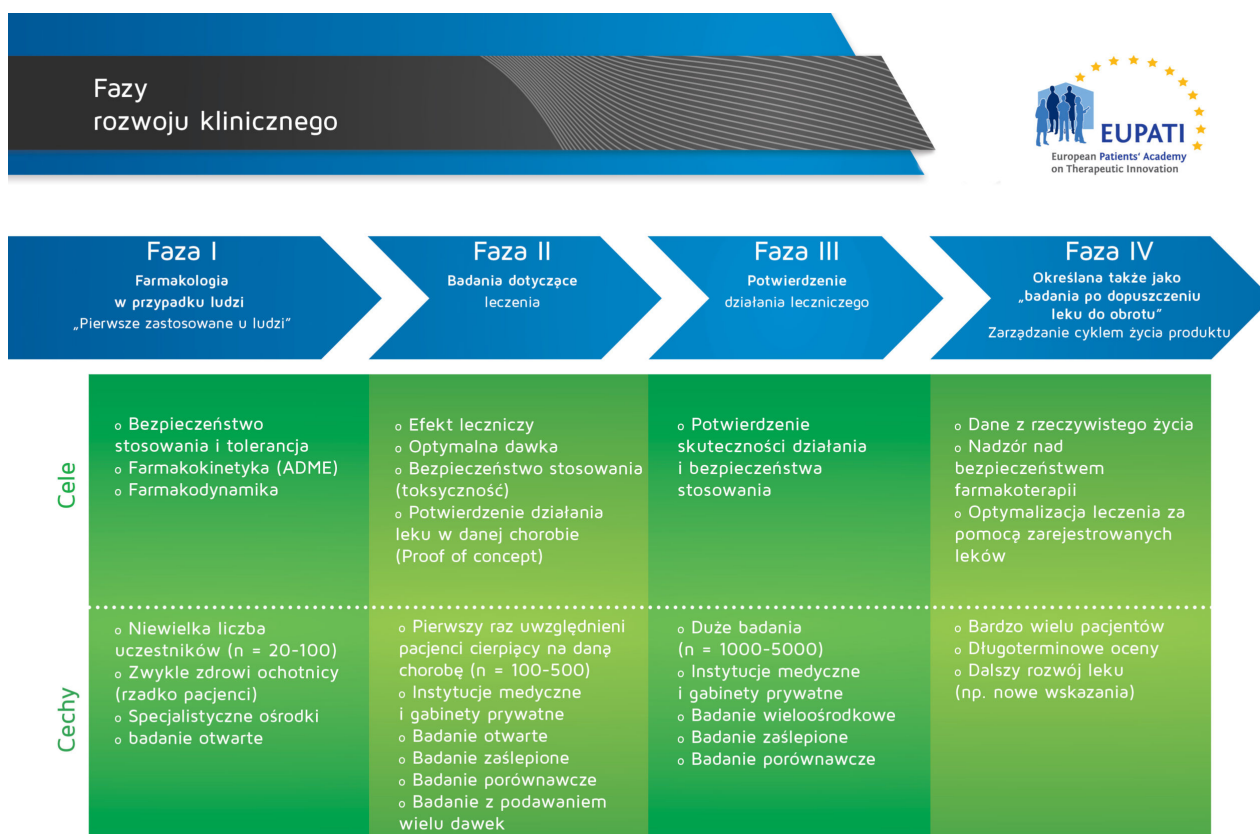 Fazy
rozwoju klinicznego
EUPATI
European Patients' Academy
on Therapeutic Innovation
Faza I
Farmakologia
w przypadku ludzi
„Pierwsze zastosowane u ludzi”
Faza II
Badania dotyczące
leczenia
Faza III
Potwierdzenie
działania leczniczego
Faza IV
Określana także jako
„badania po dopuszczeniu
leku do obrotu”
Zarządzanie cyklem życia produktu
Cele
o Bezpieczeństwo
stosowania i tolerancja
o Farmakokinetyka (ADME)
o Farmakodynamika
o Efekt leczniczy
o Optymalna dawka
o Bezpieczeństwo stosowania
(toksyczność)
o Potwierdzenie działania
leku w danej chorobie
(Proof of concept)
o Potwierdzenie
skuteczności działania
i bezpieczeństwa
stosowania
o Dane z rzeczywistego życia
o Nadzór nad
bezpieczeństwem
farmakoterapii
o Optymalizacja leczenia za
pomocą zarejestrowanych
leków
Cechy
o Niewielka liczba
uczestników (n = 20-100)
o Zwykle zdrowi ochotnicy
(rzadko pacjenci)
o Specjalistyczne ośrodki
o badanie otwarte
o Pierwszy raz uwzględnieni
pacjenci cierpiący na daną
chorobę (n = 100-500)
o Instytucje medyczne
i gabinety prywatne
o Badanie otwarte
o Badanie zaślepione
o Badanie porównawcze
o Badanie z podawaniem
wielu dawek
o Duże badania
(n = 1000-5000)
o Instytucje medyczne
i gabinety prywatne
o Badanie wieloośrodkowe
o Badanie zaślepione
o Badanie porównawcze
o Bardzo wielu pacjentów
o Długoterminowe oceny
o Dalszy rozwój leku
(np. nowe wskazania)